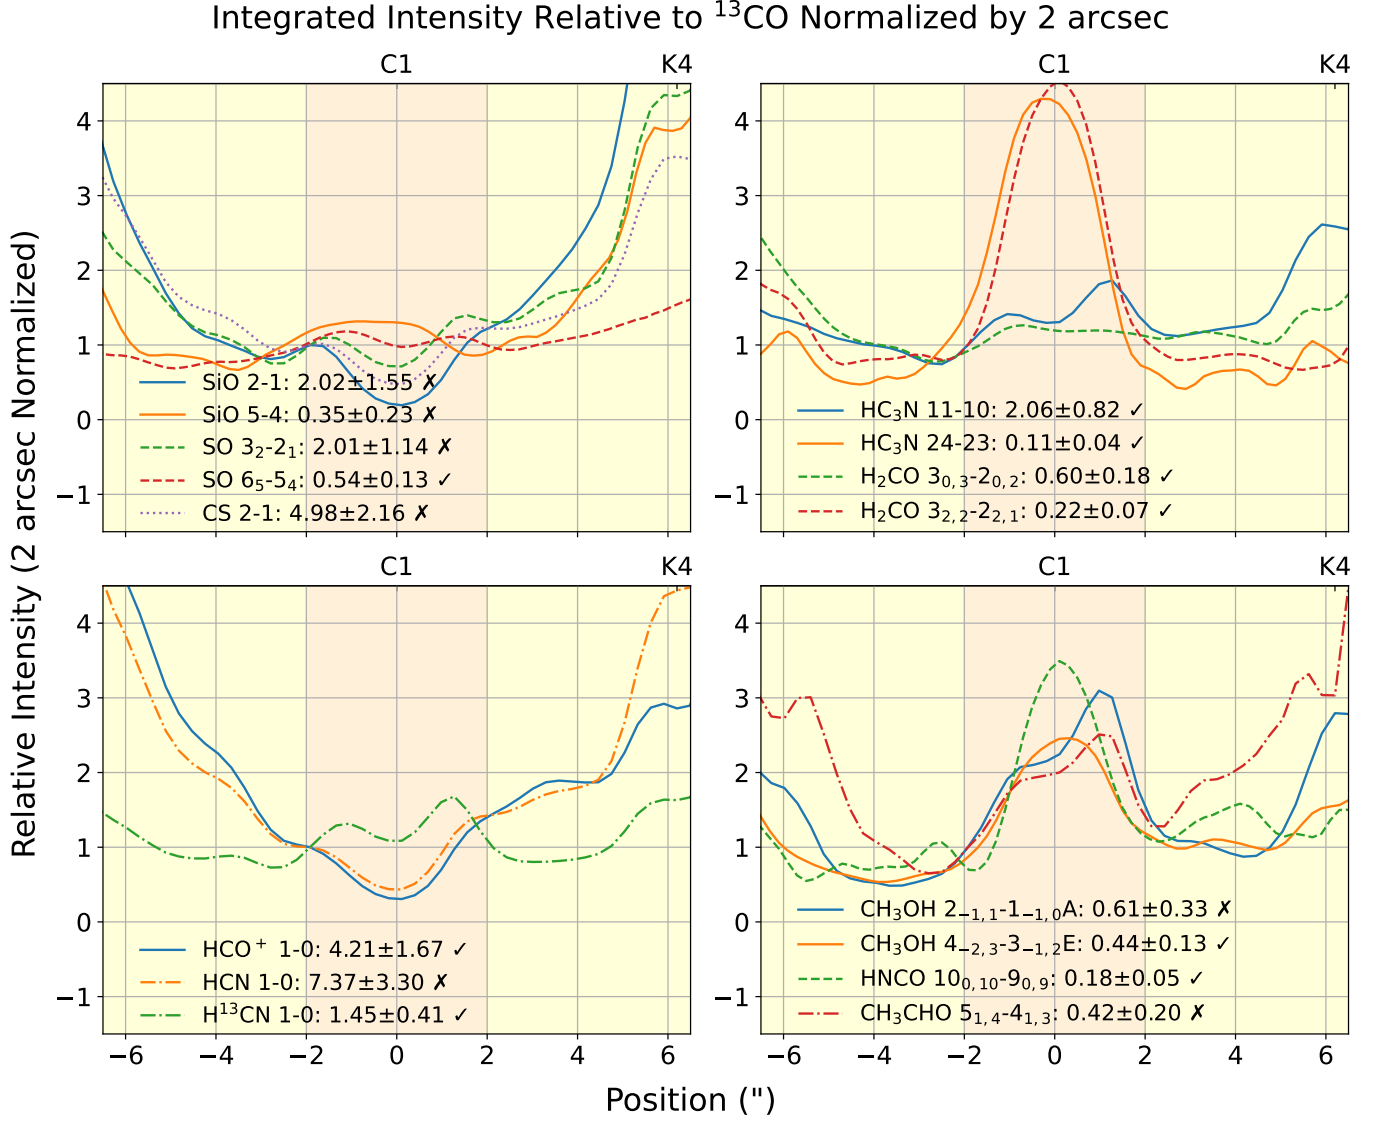 Integrated Intensity Relative to ¹³CO Normalized by 2 arcsec
Relative Intensity (2 arcsec Normalized)
C1 K4
4
3
2
1
0
−1
SiO 2-1: 2.02±1.55 ✗
SiO 5-4: 0.35±0.23 ✗
SO 3₂-2₁: 2.01±1.14 ✗
SO 6₅-5₄: 0.54±0.13 ✓
CS 2-1: 4.98±2.16 ✗
C1 K4
4
3
2
1
0
−1
HC₃N 11-10: 2.06±0.82 ✓
HC₃N 24-23: 0.11±0.04 ✓
H₂CO 3₀,₃-2₀,₂: 0.60±0.18 ✓
H₂CO 3₂,₂-2₂,₁: 0.22±0.07 ✓
C1 K4
4
3
2
1
0
−1
HCO⁺ 1-0: 4.21±1.67 ✓
HCN 1-0: 7.37±3.30 ✗
H¹³CN 1-0: 1.45±0.41 ✓
−6 −4 −2 0 2 4 6
C1 K4
4
3
2
1
0
−1
CH₃OH 2₋₁,₁-1₋₁,₀A: 0.61±0.33 ✗
CH₃OH 4₋₂,₃-3₋₁,₂E: 0.44±0.13 ✓
HNCO 10₀,₁₀-9₀,₉: 0.18±0.05 ✓
CH₃CHO 5₁,₄-4₁,₃: 0.42±0.20 ✗
−6 −4 −2 0 2 4 6
Position (")